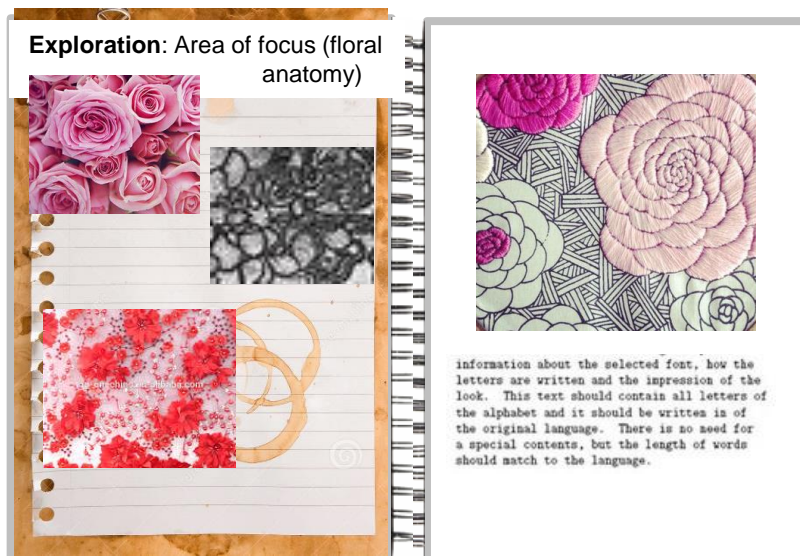 Exploration: Area of focus (floral
anatomy)
information about the selected font, how the
letters are written and the impression of the
look. This text should contain all letters of
the alphabet and it should be written in of
the original language. There is no need for
a special contents, but the length of words
should match to the language.